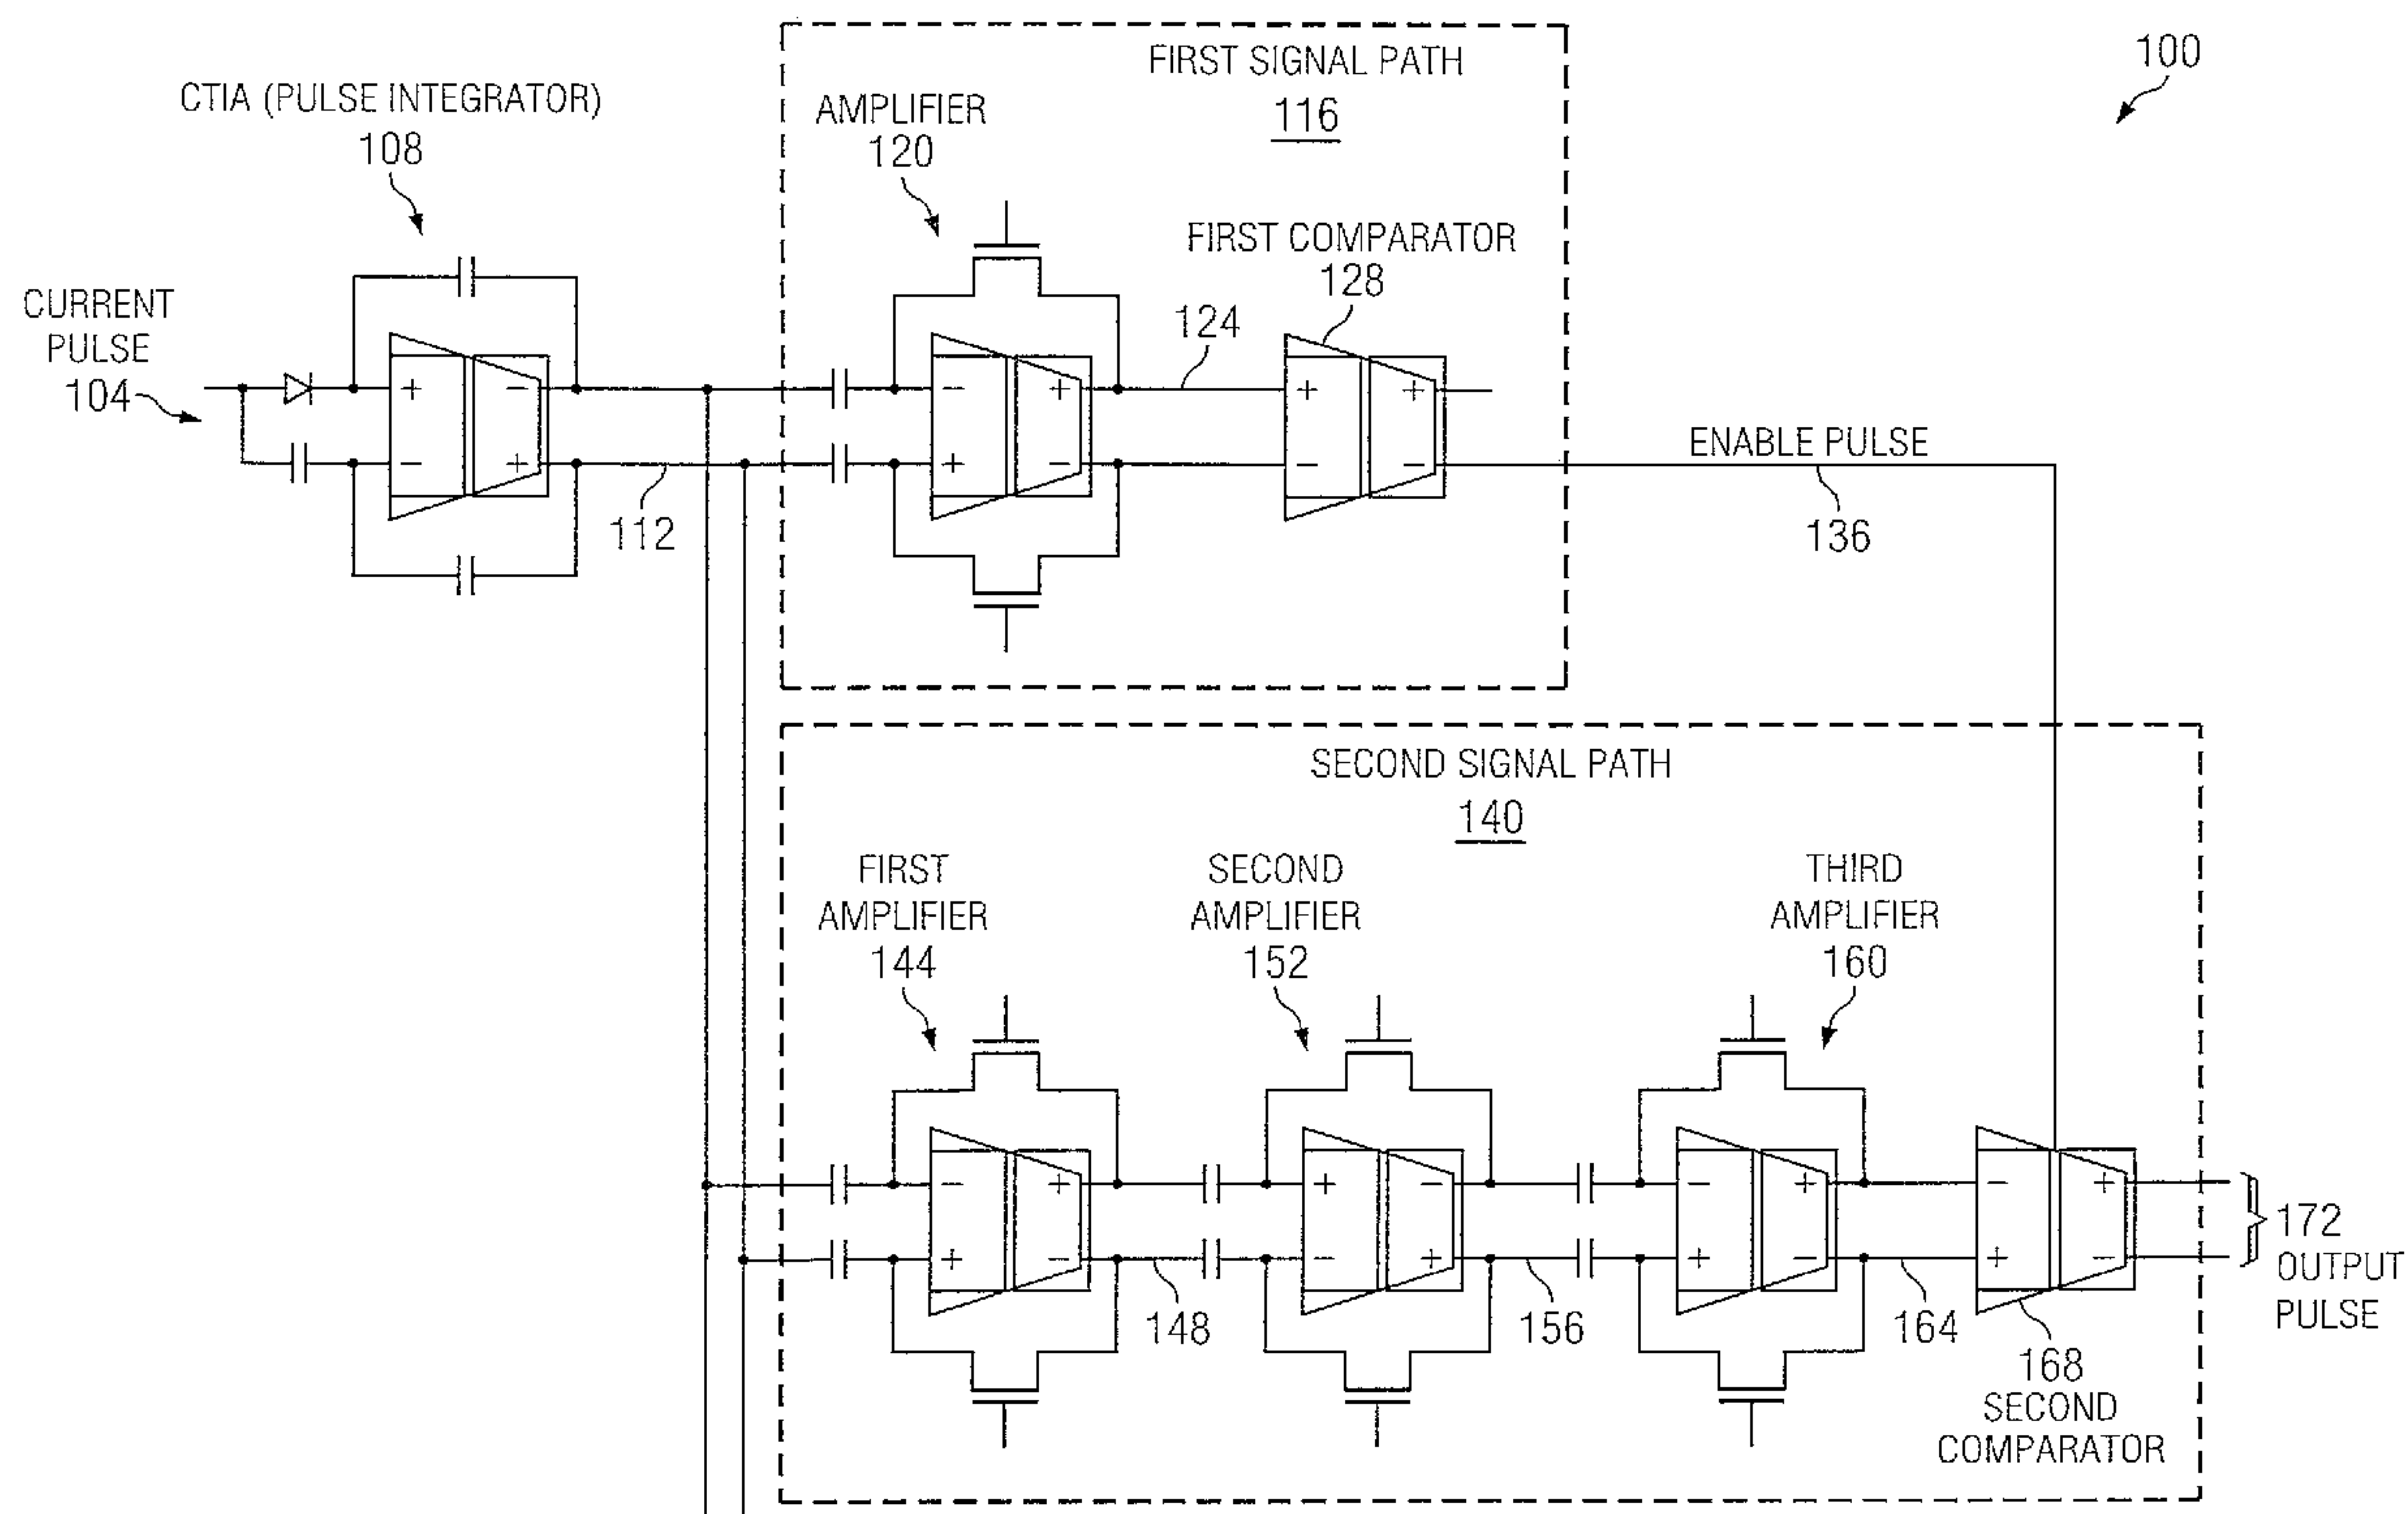 100
FIRST SIGNAL PATH
116
CTIA (PULSE INTEGRATOR)
108
AMPLIFIER
120
FIRST COMPARATOR
128
CURRENT
PULSE
104
124
+ −
− +
− +
+ −
+ +
− −
112
ENABLE PULSE
136
SECOND SIGNAL PATH
140
FIRST
AMPLIFIER
144
SECOND
AMPLIFIER
152
THIRD
AMPLIFIER
160
− +
+ −
+ −
− +
− +
+ −
− +
+ −
148
156
164
168
SECOND
COMPARATOR
172
OUTPUT
PULSE